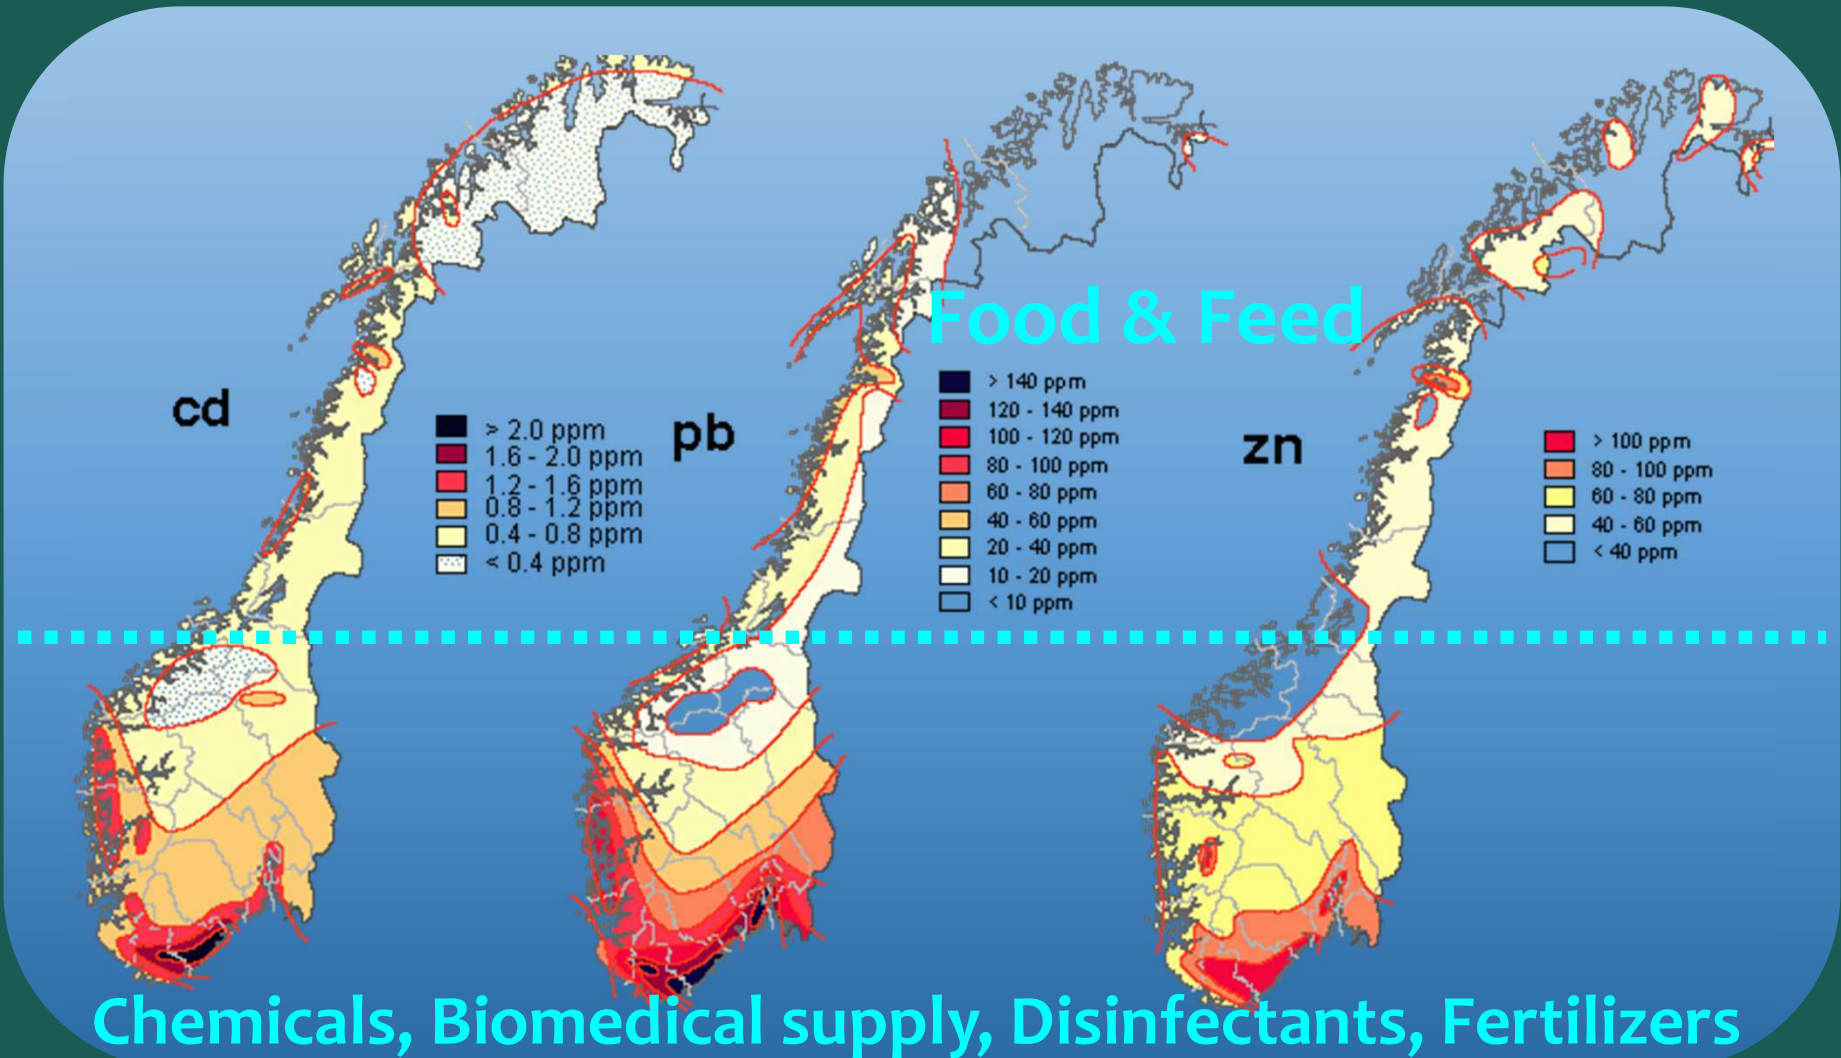 Food & Feed
cd
> 2.0 ppm
1.6 - 2.0 ppm
1.2 - 1.6 ppm
0.8 - 1.2 ppm
0.4 - 0.8 ppm
< 0.4 ppm
pb
> 140 ppm
120 - 140 ppm
100 - 120 ppm
80 - 100 ppm
60 - 80 ppm
40 - 60 ppm
20 - 40 ppm
10 - 20 ppm
< 10 ppm
zn
> 100 ppm
80 - 100 ppm
60 - 80 ppm
40 - 60 ppm
< 40 ppm
Chemicals, Biomedical supply, Disinfectants, Fertilizers